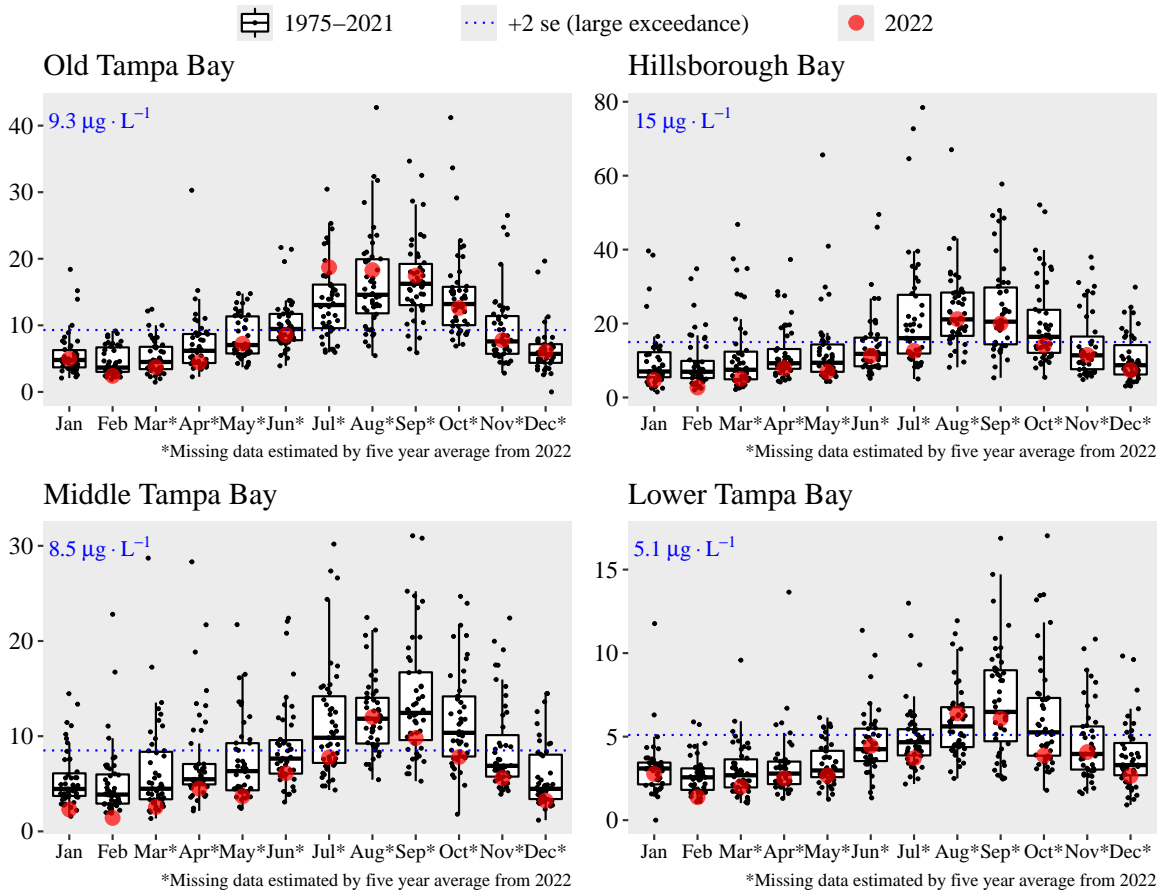 1975–2021 +2 se (large exceedance) 2022
Old Tampa Bay
9.3 μg · L⁻¹
40
30
20
10
0
Jan Feb Mar* Apr* May* Jun* Jul* Aug* Sep* Oct* Nov* Dec*
*Missing data estimated by five year average from 2022
Hillsborough Bay
15 μg · L⁻¹
80
60
40
20
0
Jan Feb Mar* Apr* May* Jun* Jul* Aug* Sep* Oct* Nov* Dec*
*Missing data estimated by five year average from 2022
Middle Tampa Bay
8.5 μg · L⁻¹
30
20
10
0
Jan Feb Mar* Apr* May* Jun* Jul* Aug* Sep* Oct* Nov* Dec*
*Missing data estimated by five year average from 2022
Lower Tampa Bay
5.1 μg · L⁻¹
15
10
5
0
Jan Feb Mar* Apr* May* Jun* Jul* Aug* Sep* Oct* Nov* Dec*
*Missing data estimated by five year average from 2022